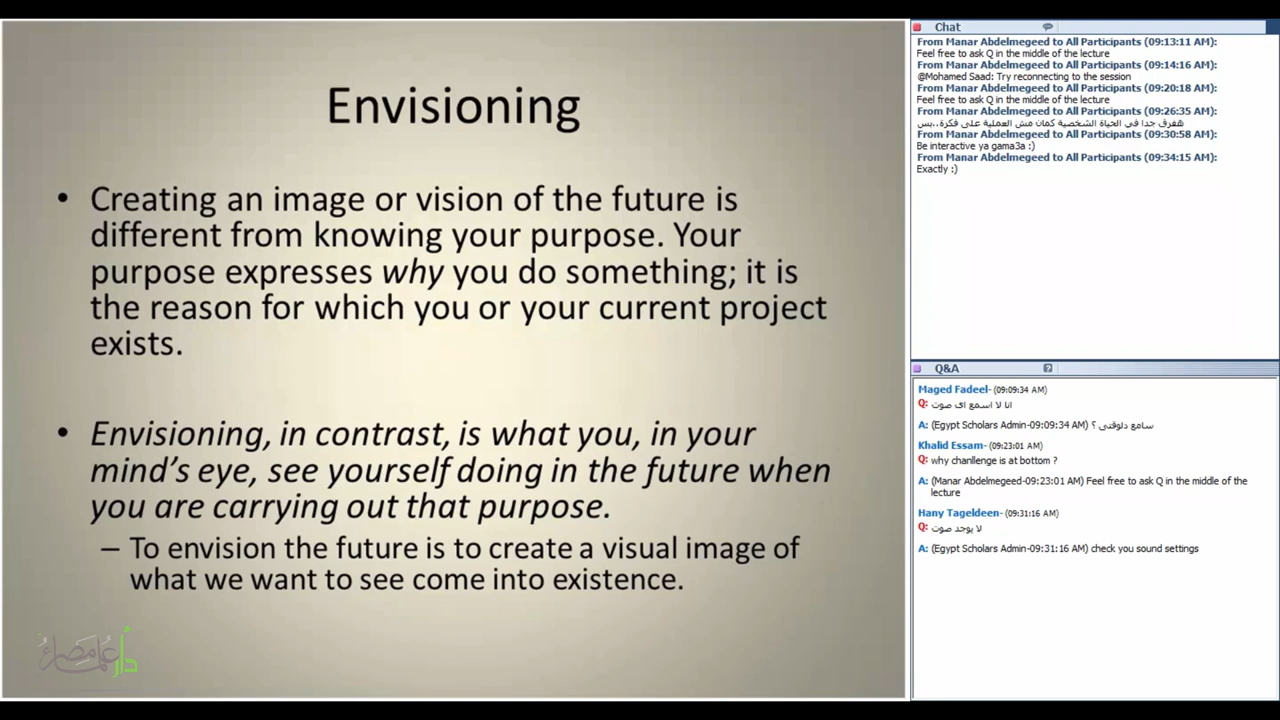 Envisioning
• Creating an image or vision of the future is
different from knowing your purpose. Your
purpose expresses why you do something; it is
the reason for which you or your current project
exists.
• Envisioning, in contrast, is what you, in your
mind’s eye, see yourself doing in the future when
you are carrying out that purpose.
– To envision the future is to create a visual image of
what we want to see come into existence.
دار علماء مصر
Chat
From Manar Abdelmegeed to All Participants (09:13:11 AM):
Feel free to ask Q in the middle of the lecture
From Manar Abdelmegeed to All Participants (09:14:16 AM):
@Mohamed Saad: Try reconnecting to the session
From Manar Abdelmegeed to All Participants (09:20:18 AM):
Feel free to ask Q in the middle of the lecture
From Manar Abdelmegeed to All Participants (09:26:35 AM):
هتفرق جدا فى الحياة الشخصية كمان مش العملية على فكرة..بس
From Manar Abdelmegeed to All Participants (09:30:58 AM):
Be interactive ya gama3a :)
From Manar Abdelmegeed to All Participants (09:34:15 AM):
Exactly :)
Q&A
Maged Fadeel- (09:09:34 AM)
Q: انا لا اسمع اى صوت
A: (Egypt Scholars Admin-09:09:34 AM) سامع دلوقتى ؟
Khalid Essam- (09:23:01 AM)
Q: why chanllenge is at bottom ?
A: (Manar Abdelmegeed-09:23:01 AM) Feel free to ask Q in the middle of the
lecture
Hany Tageldeen- (09:31:16 AM)
Q: لا يوجد صوت
A: (Egypt Scholars Admin-09:31:16 AM) check you sound settings